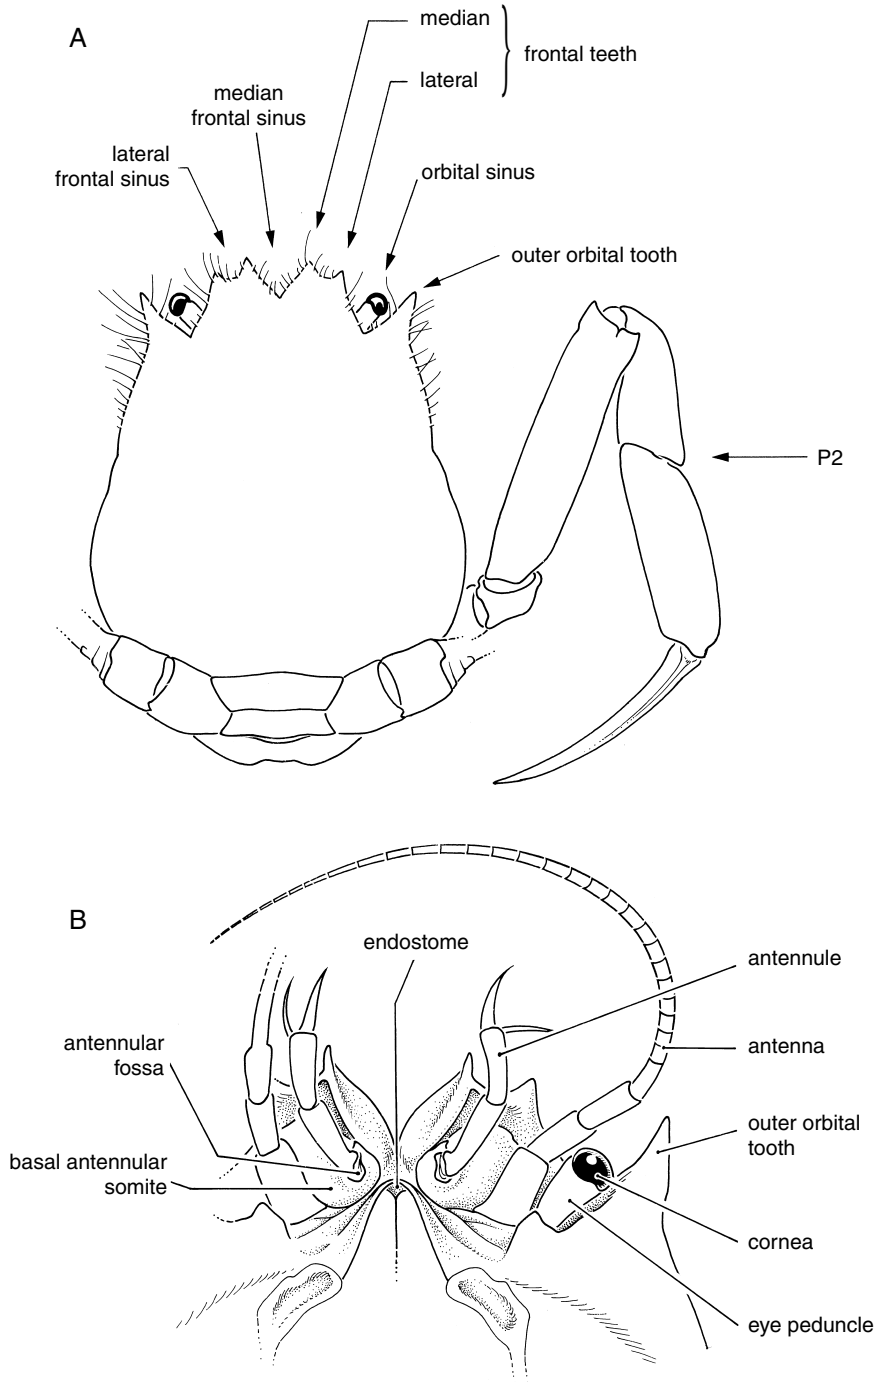 A
median
frontal teeth
lateral
median
frontal sinus
lateral
frontal sinus
orbital sinus
outer orbital tooth
P2
B
endostome
antennule
antennular
fossa
antenna
basal antennular
somite
outer orbital
tooth
cornea
eye peduncle